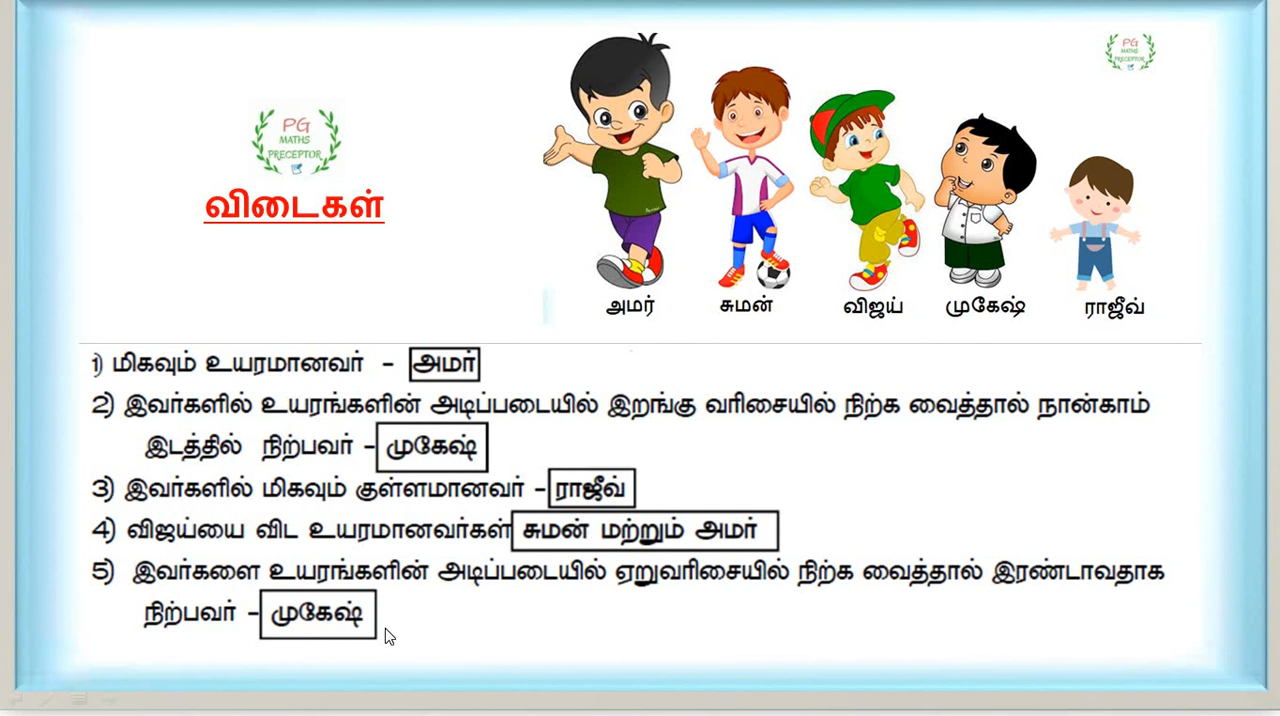 PG
MATHS
PRECEPTOR
PG
MATHS
PRECEPTOR
விடைகள்
அமர் சுமன் விஜய் முகேஷ் ராஜீவ்
1) மிகவும் உயரமானவர் - அமர்
2) இவர்களில் உயரங்களின் அடிப்படையில் இறங்கு வரிசையில் நிற்க வைத்தால் நான்காம்
இடத்தில் நிற்பவர் - முகேஷ்
3) இவர்களில் மிகவும் குள்ளமானவர் - ராஜீவ்
4) விஜய்யை விட உயரமானவர்கள் சுமன் மற்றும் அமர்
5) இவர்களை உயரங்களின் அடிப்படையில் ஏறுவரிசையில் நிற்க வைத்தால் இரண்டாவதாக
நிற்பவர் - முகேஷ்